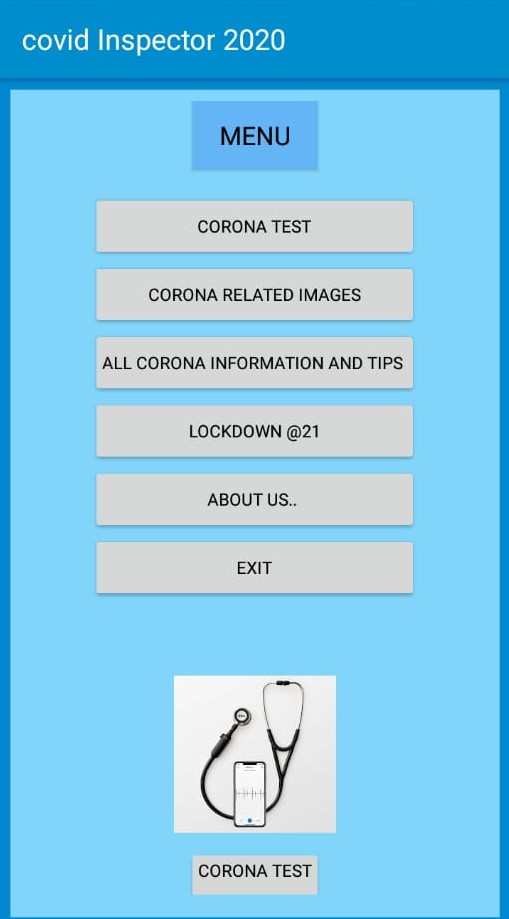 covid Inspector 2020
MENU
CORONA TEST
CORONA RELATED IMAGES
ALL CORONA INFORMATION AND TIPS
LOCKDOWN @21
ABOUT US..
EXIT
CORONA TEST